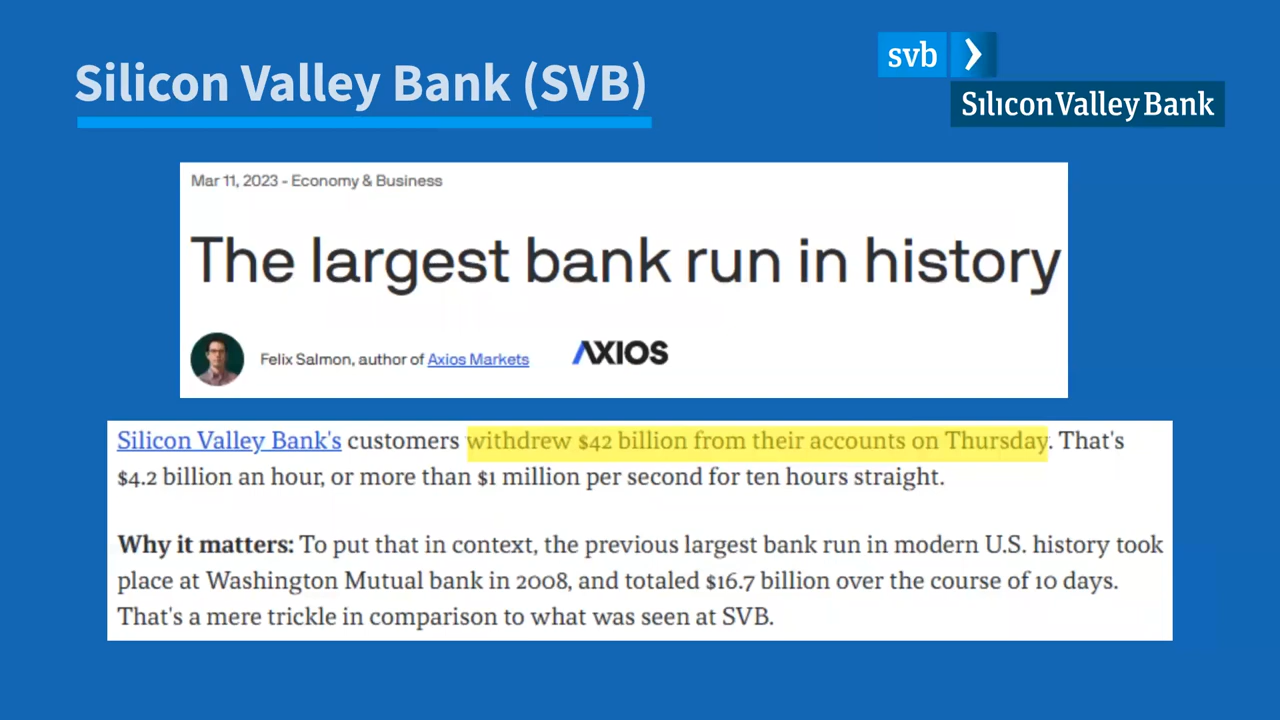 Silicon Valley Bank (SVB)
svb
Silicon Valley Bank
Mar 11, 2023 - Economy & Business
The largest bank run in history
Felix Salmon, author of Axios Markets
AXIOS
Silicon Valley Bank's customers withdrew $42 billion from their accounts on Thursday. That's
$4.2 billion an hour, or more than $1 million per second for ten hours straight.
Why it matters: To put that in context, the previous largest bank run in modern U.S. history took
place at Washington Mutual bank in 2008, and totaled $16.7 billion over the course of 10 days.
That's a mere trickle in comparison to what was seen at SVB.